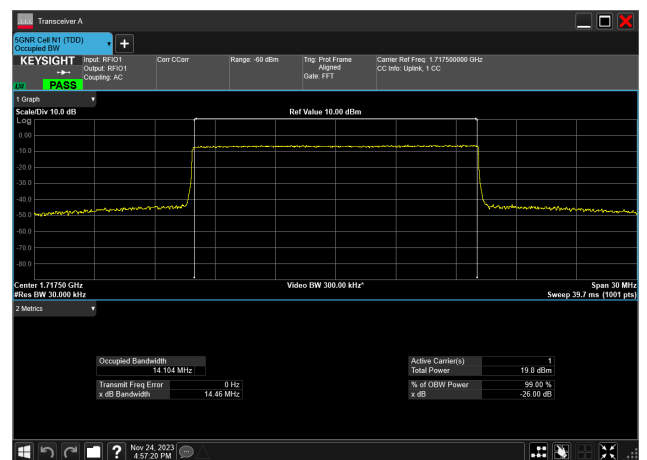 Transceiver A
5GNR Cell N1 (TDD)
Occupied BW
KEYSIGHT
Input: RFIO1
Output: RFIO1
Coupling: AC
Corr CCorr
Range: -60 dBm
Trig: Prot Frame
Aligned
Gate: FFT
Carrier Ref Freq: 1.717500000 GHz
CC Info: Uplink, 1 CC
LV
PASS
1 Graph
Scale/Div 10.0 dB
Ref Value 10.00 dBm
Log
0.00
-10.0
-20.0
-30.0
-40.0
-50.0
-60.0
-70.0
-80.0
Center 1.71750 GHz
Video BW 300.00 kHz^
Span 30 MHz
#Res BW 30.000 kHz
Sweep 39.7 ms (1001 pts)
2 Metrics
Occupied Bandwidth
14.104 MHz
Active Carrier(s) 1
Total Power 19.8 dBm
Transmit Freq Error 0 Hz
x dB Bandwidth 14.46 MHz
% of OBW Power 99.00 %
x dB -26.00 dB
Nov 24, 2023
4:57:20 PM